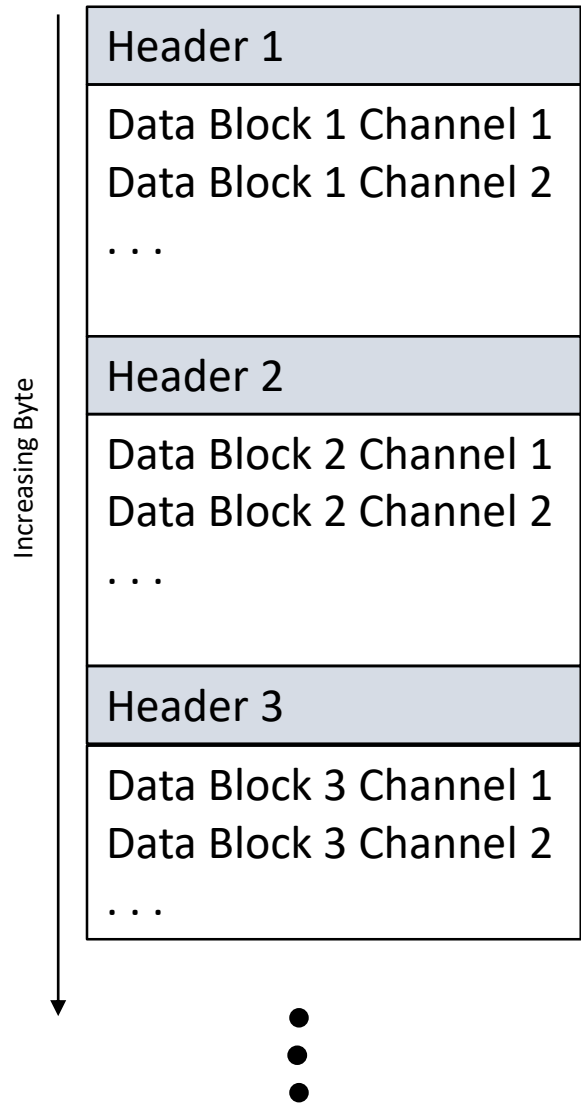 Header 1
Data Block 1 Channel 1
Data Block 1 Channel 2
. . .
Header 2
Data Block 2 Channel 1
Data Block 2 Channel 2
. . .
Header 3
Data Block 3 Channel 1
Data Block 3 Channel 2
. . .
Increasing Byte